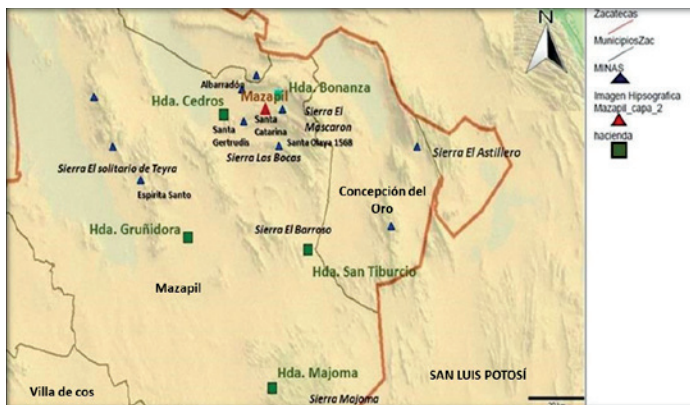 N
Albarradón
Hda. Bonanza
Hda. Cedros
Mazapil
Santa Catarina
Sierra El Mascaron
Santa Gertrudis
Santa Olaya 1568
Sierra Las Bocas
Sierra El Astillero
Sierra El solitario de Teyra
Espirita Santo
Concepción del Oro
Hda. Gruñidora
Sierra El Barroso
Hda. San Tiburcio
Mazapil
Hda. Majoma
SAN LUIS POTOSÍ
Villa de cos
Sierra Majoma
Zacatecas
MunicipiosZac
MINAS
Imagen Hipsografica
Mazapil_capa_2
hacienda